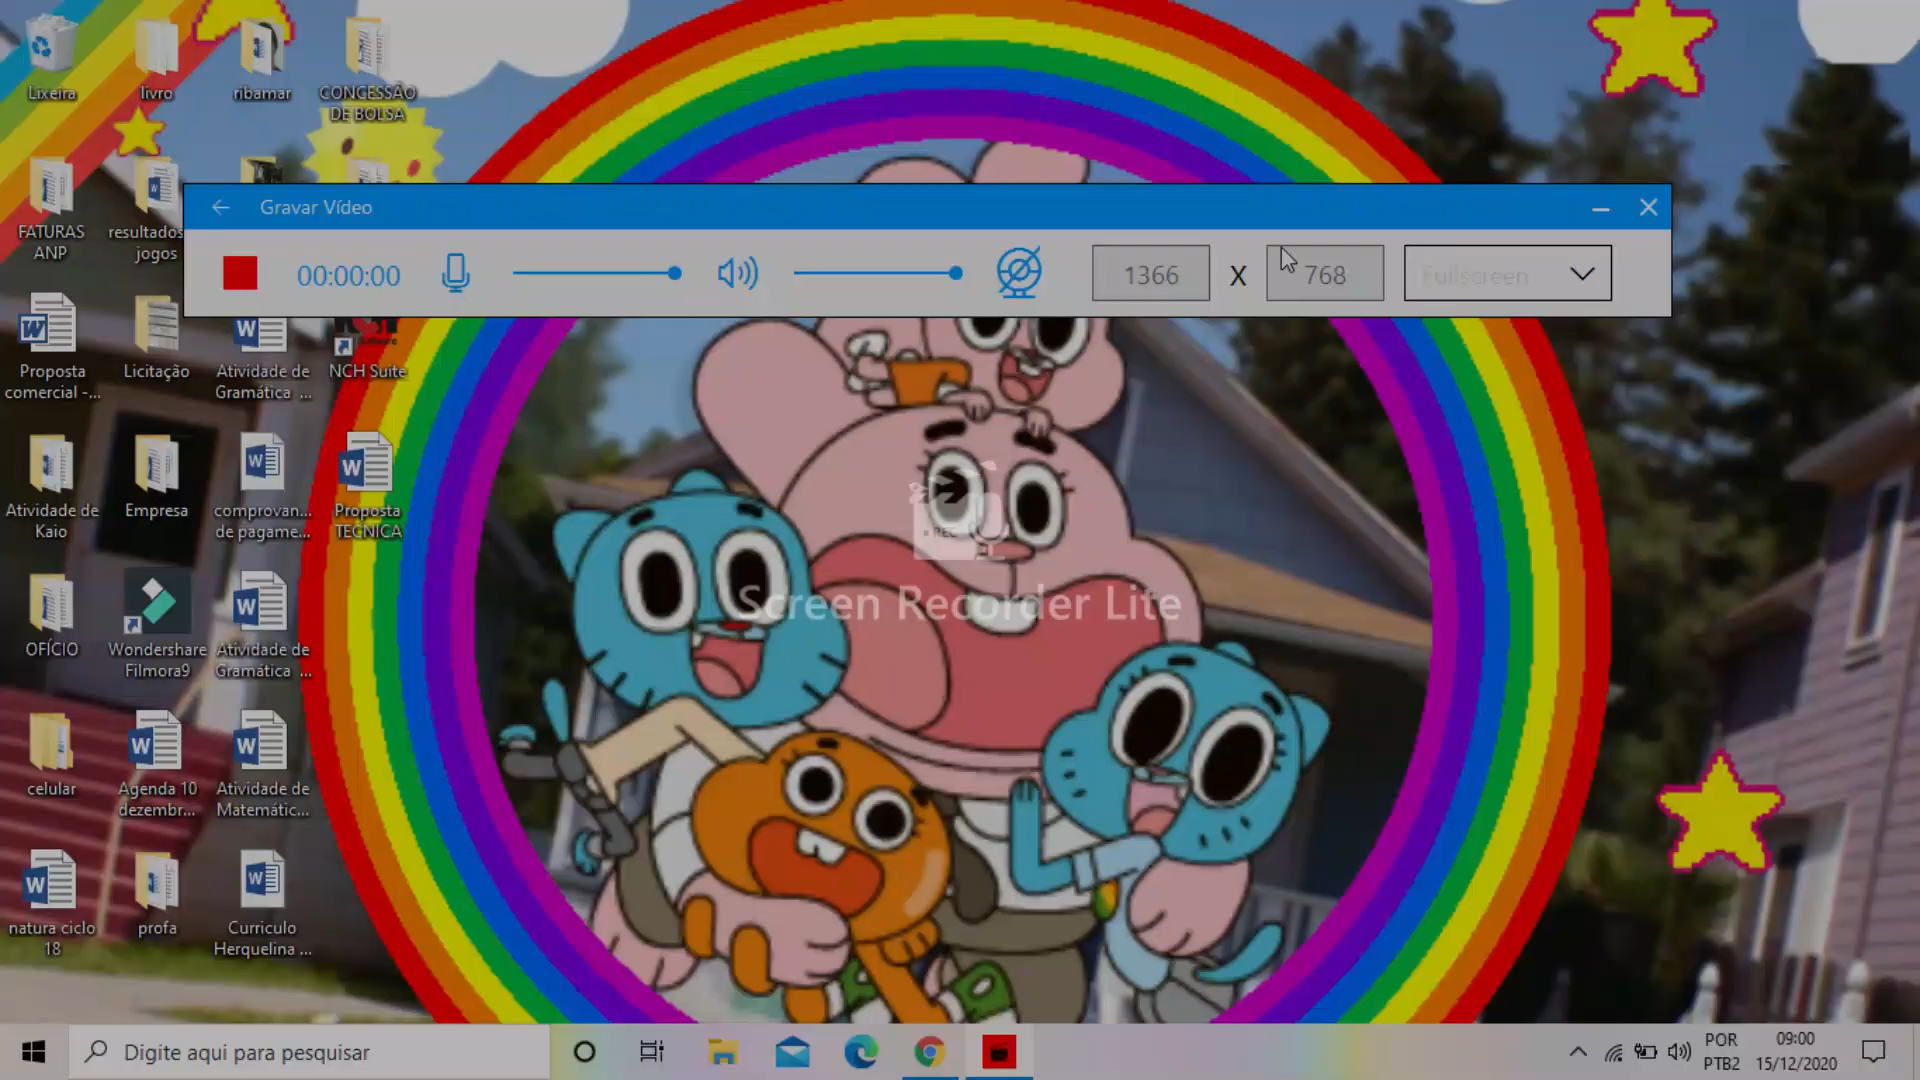 Lixeira
livro
ribamar
CONCESSÃO
DE BOLSA
Gravar Vídeo
00:00:00
1366
X
768
Fullscreen
FATURAS
ANP
resultados
jogos
Proposta
comercial -...
Licitação
Atividade de
Gramática ...
NCH Suite
Atividade de
Kaio
Empresa
comprovan...
de pagame...
Proposta
TECNICA
REC
Screen Recorder Lite
OFÍCIO
Wondershare
Filmora9
Atividade de
Gramática ...
celular
Agenda 10
dezembr...
Atividade de
Matemátic...
natura ciclo
18
profa
Curriculo
Herquelina ...
Digite aqui para pesquisar
POR
PTB2
09:00
15/12/2020